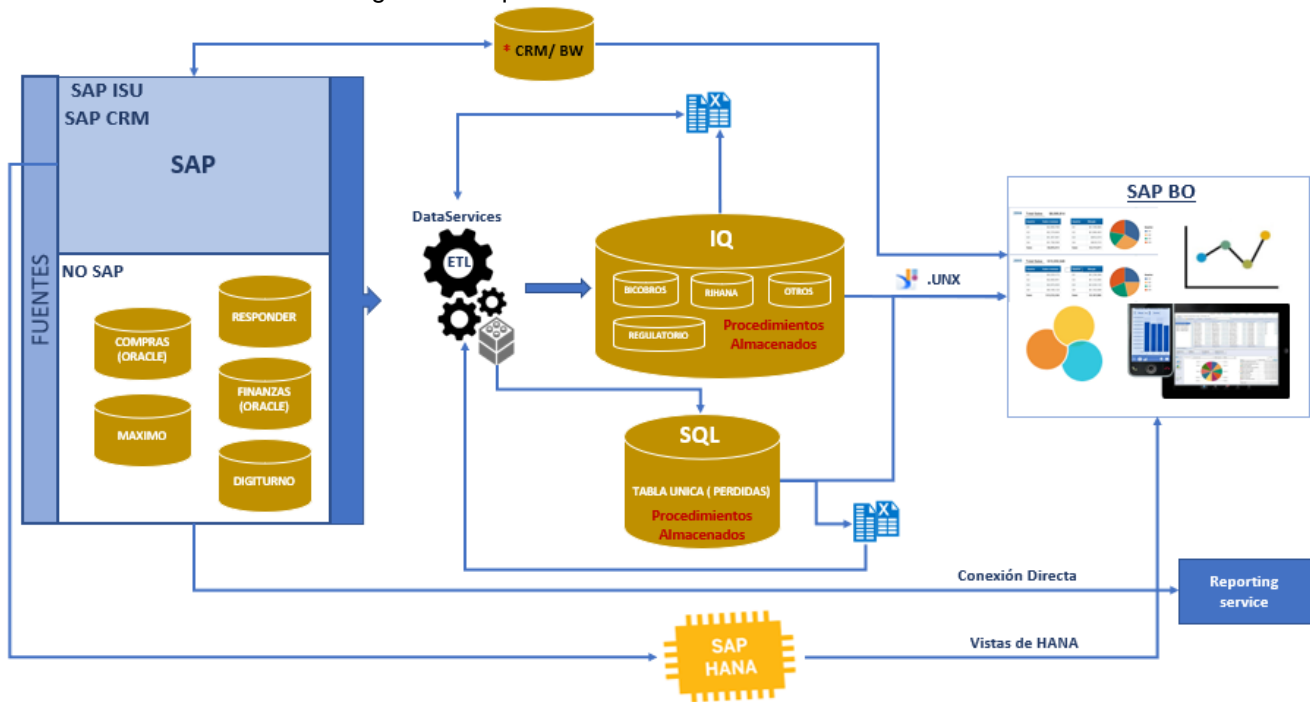 * CRM/ BW
SAP ISU
SAP CRM
SAP
FUENTES
NO SAP
COMPRAS
(ORACLE)
MAXIMO
RESPONDER
FINANZAS
(ORACLE)
DIGITURNO
DataServices
ETL
IQ
BICOBROS
RIHANA
OTROS
REGULATORIO
Procedimientos
Almacenados
.UNX
SAP BO
SQL
TABLA UNICA ( PERDIDAS)
Procedimientos
Almacenados
Conexión Directa
Reporting
service
SAP
HANA
Vistas de HANA